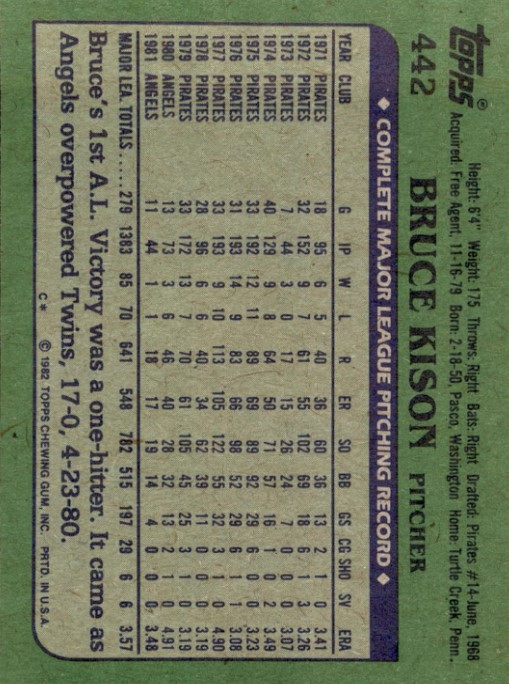 topps®
Height: 6'4" Weight: 175 Throws: Right Bats: Right Drafted: Pirates #14-June, 1968
Acquired: Free Agent, 11-16-79 Born: 2-18-50, Pasco, Washington Home: Turtle Creek, Penn.
442 BRUCE KISON PITCHER
◆ COMPLETE MAJOR LEAGUE PITCHING RECORD ◆
YEAR CLUB G IP W L R ER SO BB GS CG SHO SV ERA
1971 PIRATES 18 95 6 5 40 36 60 36 13 2 1 0 3.41
1972 PIRATES 32 152 9 7 61 55 102 69 18 6 1 3 3.26
1973 PIRATES 7 44 3 0 17 15 26 24 7 0 0 0 3.07
1974 PIRATES 40 129 9 8 64 50 71 57 16 1 0 2 3.49
1975 PIRATES 33 192 12 11 89 69 89 92 29 6 0 0 3.23
1976 PIRATES 31 193 14 9 83 66 98 52 29 6 1 1 3.08
1977 PIRATES 33 193 9 10 113 105 122 55 32 3 1 0 4.90
1978 PIRATES 28 96 6 6 40 34 62 39 11 0 0 0 3.19
1979 PIRATES 33 172 13 7 70 61 105 45 25 3 1 0 3.19
1980 ANGELS 13 73 3 6 46 40 28 32 13 2 1 0 4.91
1981 ANGELS 11 44 1 1 18 17 19 14 4 0 0 0 3.48
MAJOR LEA. TOTALS ..... 279 1383 85 70 641 548 782 515 197 29 6 6 3.57
Bruce's 1st A.L. Victory was a one-hitter. It came as
Angels overpowered Twins, 17-0, 4-23-80.
C* © 1982 TOPPS CHEWING GUM, INC. PRTD. IN U.S.A.